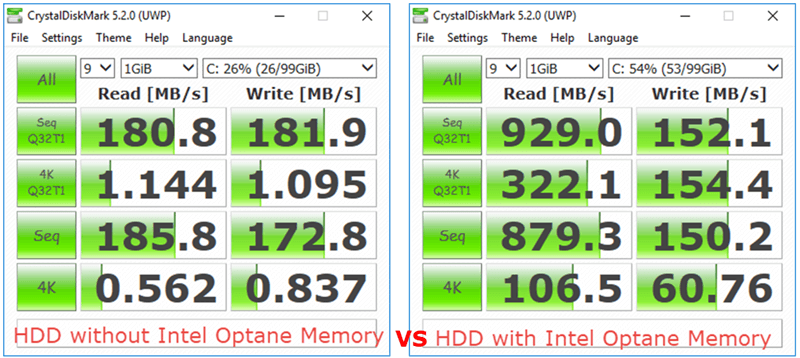 CrystalDiskMark 5.2.0 (UWP)
File Settings Theme Help Language
All 9 1GiB C: 26% (26/99GiB)
Read [MB/s] Write [MB/s]
Seq Q32T1 180.8 181.9
4K Q32T1 1.144 1.095
Seq 185.8 172.8
4K 0.562 0.837
HDD without Intel Optane Memory
VS
CrystalDiskMark 5.2.0 (UWP)
File Settings Theme Help Language
All 9 1GiB C: 54% (53/99GiB)
Read [MB/s] Write [MB/s]
Seq Q32T1 929.0 152.1
4K Q32T1 322.1 154.4
Seq 879.3 150.2
4K 106.5 60.76
HDD with Intel Optane Memory